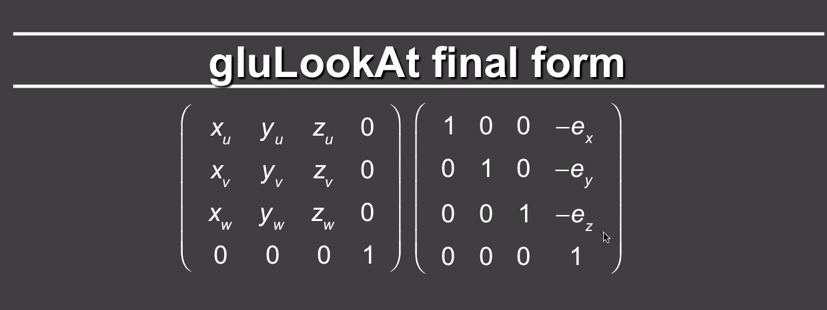 gluLookAt final form
x_u y_u z_u 0 1 0 0 −e_x
x_v y_v z_v 0 0 1 0 −e_y
x_w y_w z_w 0 0 0 1 −e_z
0 0 0 1 0 0 0 1